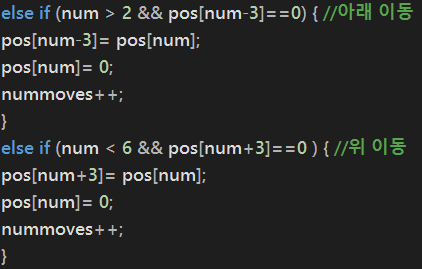 else if (num > 2 && pos[num-3]==0) { //아래 이동
pos[num-3]= pos[num];
pos[num]= 0;
nummoves++;
}
else if (num < 6 && pos[num+3]==0 ) { //위 이동
pos[num+3]= pos[num];
pos[num]= 0;
nummoves++;
}